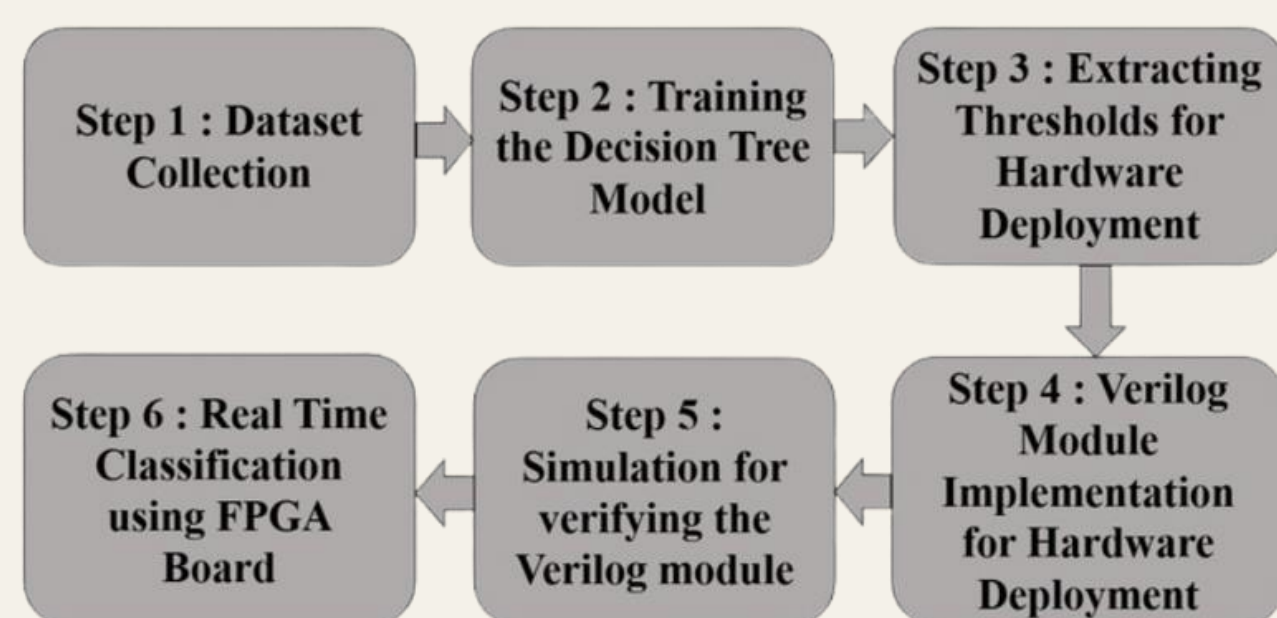 Step 1 : Dataset
Collection
Step 2 : Training
the Decision Tree
Model
Step 3 : Extracting
Thresholds for
Hardware
Deployment
Step 4 : Verilog
Module
Implementation
for Hardware
Deployment
Step 5 :
Simulation for
verifying the
Verilog module
Step 6 : Real Time
Classification
using FPGA
Board